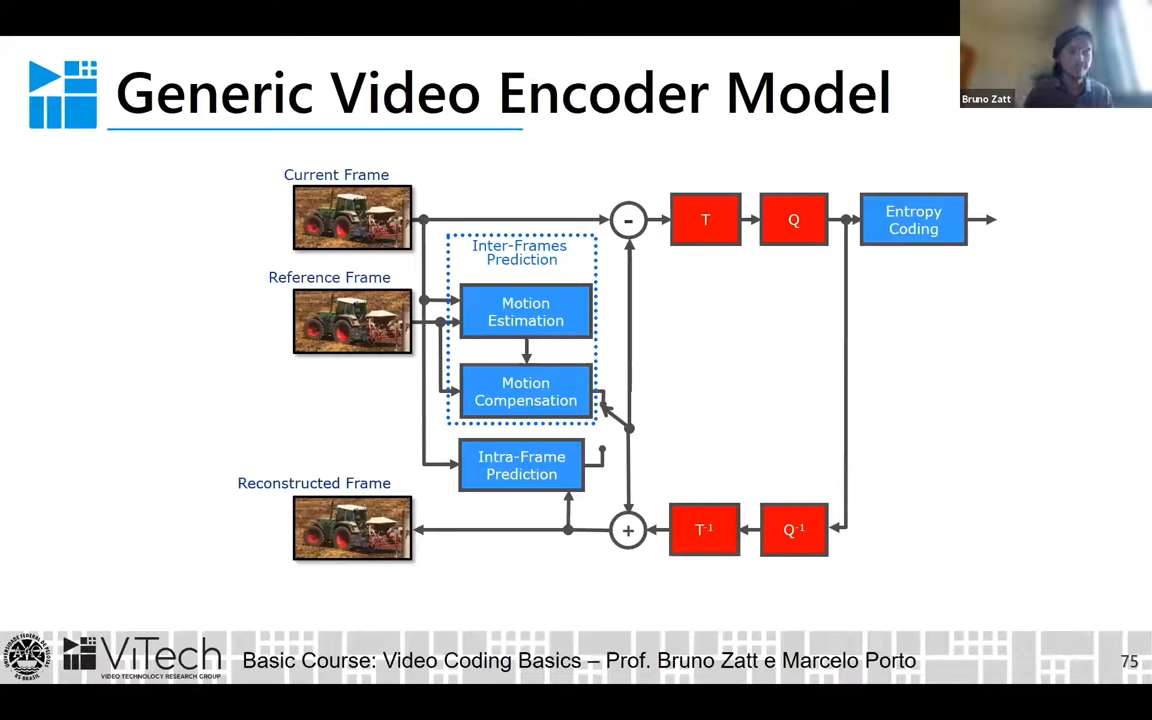 Generic Video Encoder Model
Bruno Zatt
Current Frame
Inter-Frames
Prediction
Reference Frame
Motion
Estimation
Motion
Compensation
Intra-Frame
Prediction
Reconstructed Frame
-
T
Q
Entropy
Coding
+
T-1
Q-1
ViTech
VIDEO TECHNOLOGY RESEARCH GROUP
Basic Course: Video Coding Basics – Prof. Bruno Zatt e Marcelo Porto
75